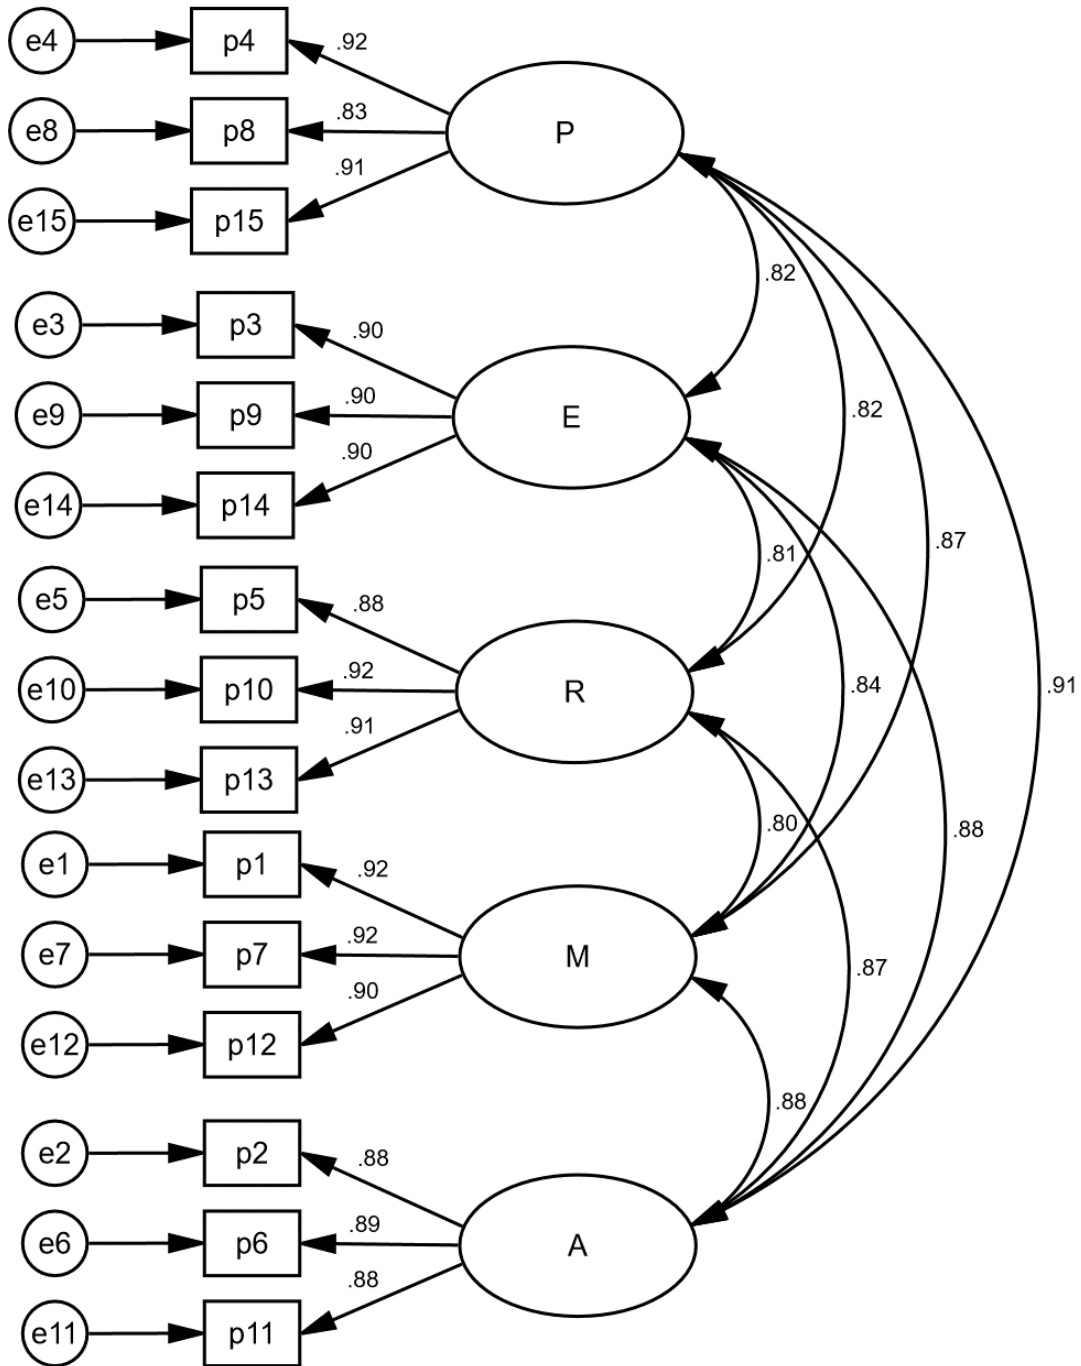 e4 p4 .92
P
e8 p8 .83
.91
e15 p15
.82
e3 p3 .90
.82
e9 p9 .90
E
.90
e14 p14
.87
.81
e5 p5 .88
e10 p10 .92
R
.84
.91
.91
e13 p13
.80
.88
e1 p1 .92
e7 p7 .92
M
.87
.90
e12 p12
.88
e2 p2 .88
e6 p6 .89
A
.88
e11 p11